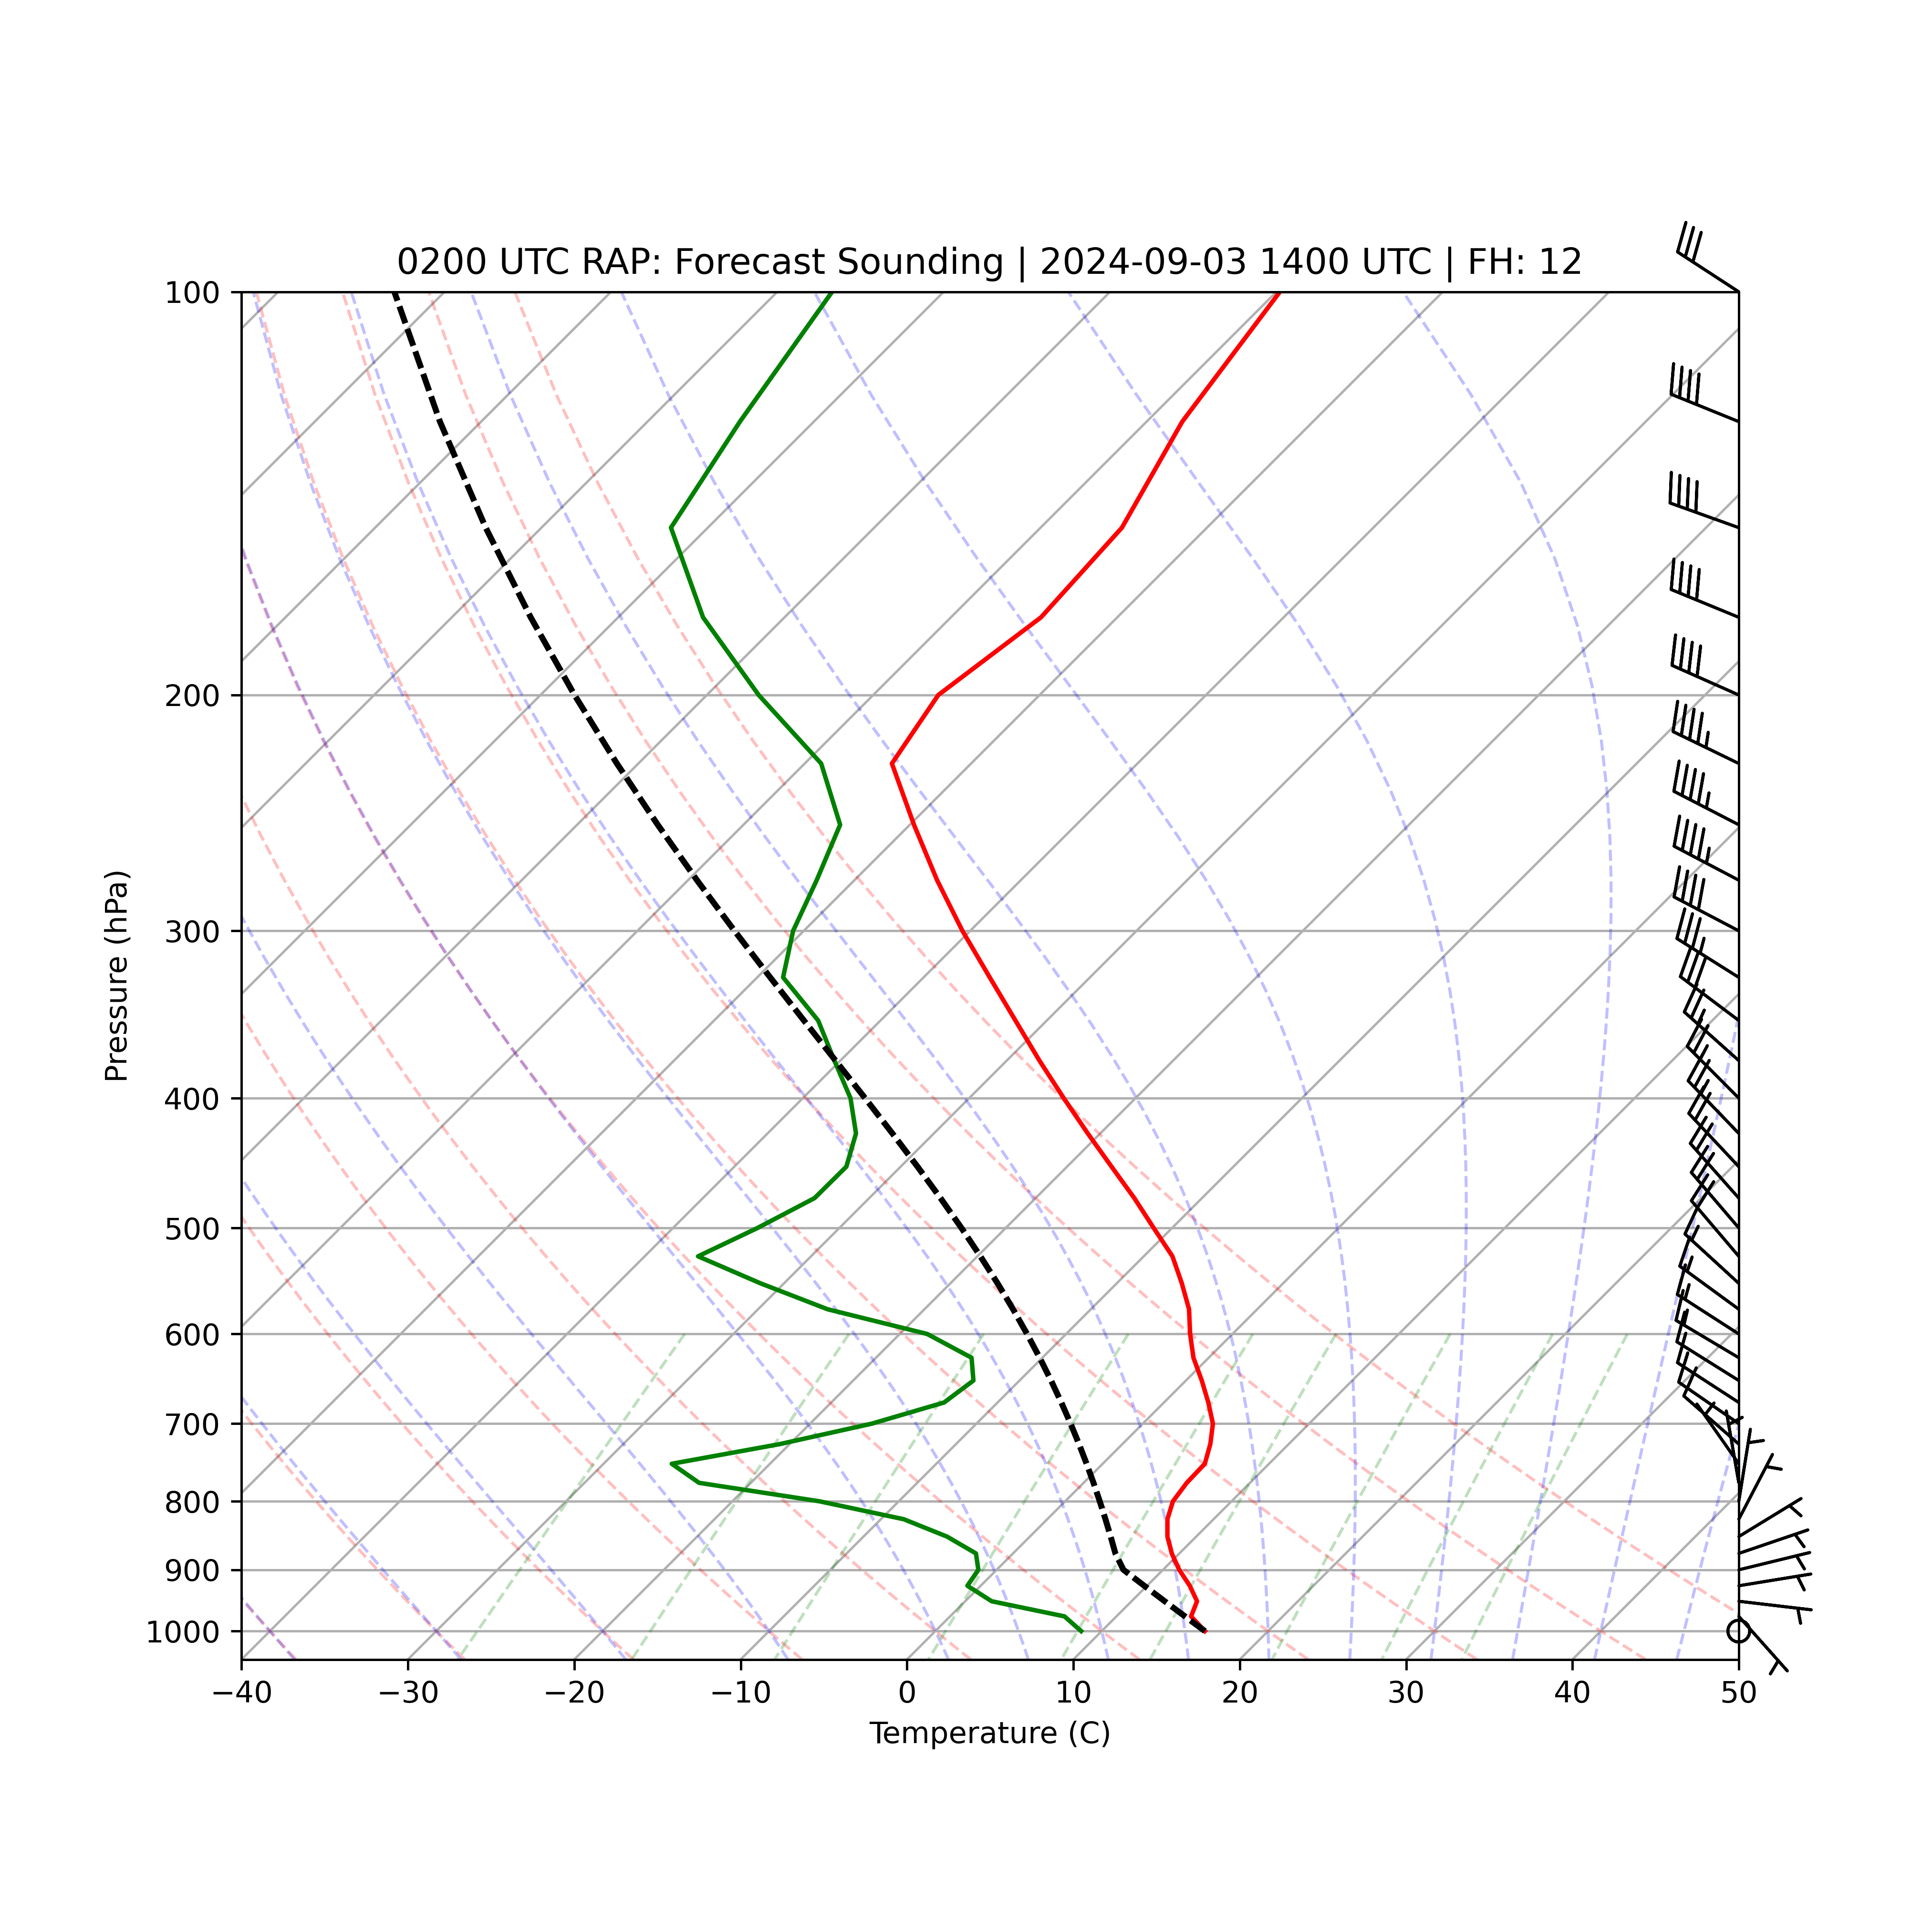 0200 UTC RAP: Forecast Sounding | 2024-09-03 1400 UTC | FH: 12
100
200
300
400
500
600
700
800
900
1000
Pressure (hPa)
−40 −30 −20 −10 0 10 20 30 40 50
Temperature (C)